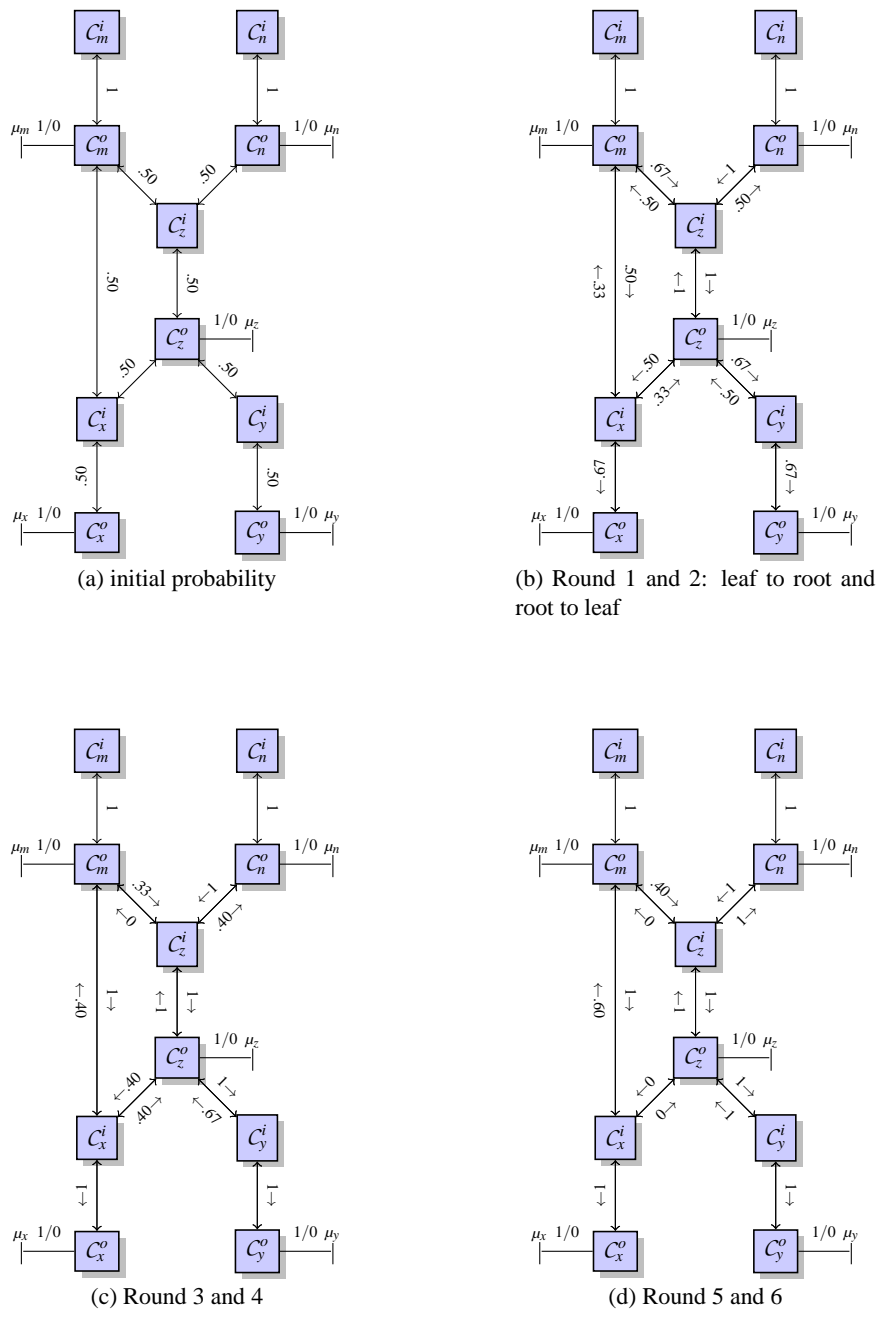 C_m^i C_n^i
1 1
μ_m 1/0 C_m^o C_n^o 1/0 μ_n
.50 .50
C_z^i
.50 .50
C_z^o 1/0 μ_z
.50 .50
C_x^i C_y^i
.50 .50
μ_x 1/0 C_x^o C_y^o 1/0 μ_y
(a) initial probability
C_m^i C_n^i
1 1
μ_m 1/0 C_m^o C_n^o 1/0 μ_n
.67→ ←1
←.50 .50→
C_z^i
←.33 .50→ ←1 1→
C_z^o 1/0 μ_z
←.50 .67→
.33→ ←.50
C_x^i C_y^i
.67→ .67→
μ_x 1/0 C_x^o C_y^o 1/0 μ_y
(b) Round 1 and 2: leaf to root and
root to leaf
C_m^i C_n^i
1 1
μ_m 1/0 C_m^o C_n^o 1/0 μ_n
.33→ ←1
←0 .40→
C_z^i
←.40 1→ ←1 1→
C_z^o 1/0 μ_z
←.40 1→
.40→ ←.67
C_x^i C_y^i
1→ 1→
μ_x 1/0 C_x^o C_y^o 1/0 μ_y
(c) Round 3 and 4
C_m^i C_n^i
1 1
μ_m 1/0 C_m^o C_n^o 1/0 μ_n
.40→ ←1
←0 1→
C_z^i
←.60 1→ ←1 1→
C_z^o 1/0 μ_z
←0 1→
0→ ←1
C_x^i C_y^i
1→ 1→
μ_x 1/0 C_x^o C_y^o 1/0 μ_y
(d) Round 5 and 6